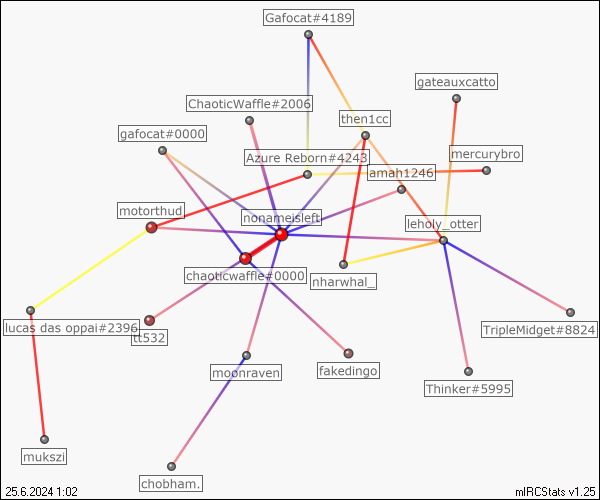 Gafocat#4189
gateauxcatto
ChaoticWaffle#2006
then1cc
gafocat#0000
Azure Reborn#4243
mercurybro
amah1246
motorthud
nonameisleft
leholy_otter
chaoticwaffle#0000
nharwhal_
lucas das oppai#2396
tt532
TripleMidget#8824
fakedingo
moonraven
Thinker#5995
mukszi
chobham.
25.6.2024 1:02
mIRCStats v1.25